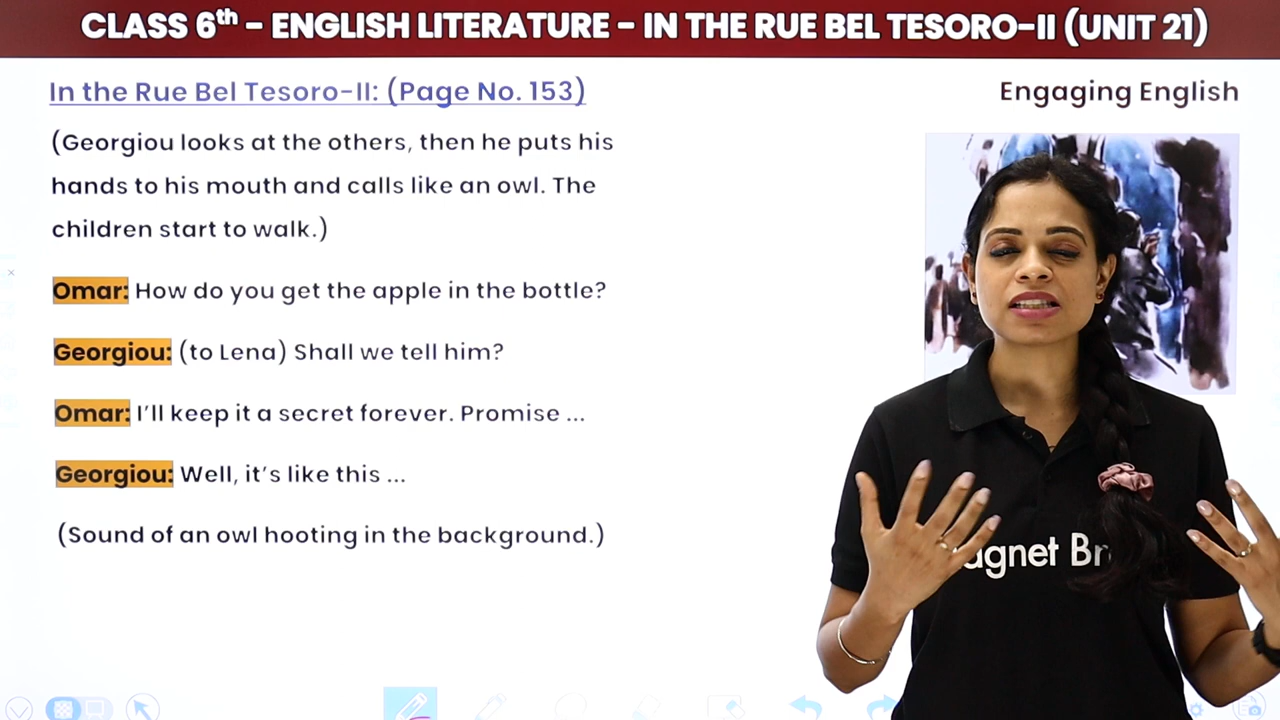 CLASS 6th – ENGLISH LITERATURE – IN THE RUE BEL TESORO–II (UNIT 21)
In the Rue Bel Tesoro-II: (Page No. 153)
Engaging English
(Georgiou looks at the others, then he puts his
hands to his mouth and calls like an owl. The
children start to walk.)
Omar: How do you get the apple in the bottle?
Georgiou: (to Lena) Shall we tell him?
Omar: I'll keep it a secret forever. Promise ...
Georgiou: Well, it's like this ...
(Sound of an owl hooting in the background.)